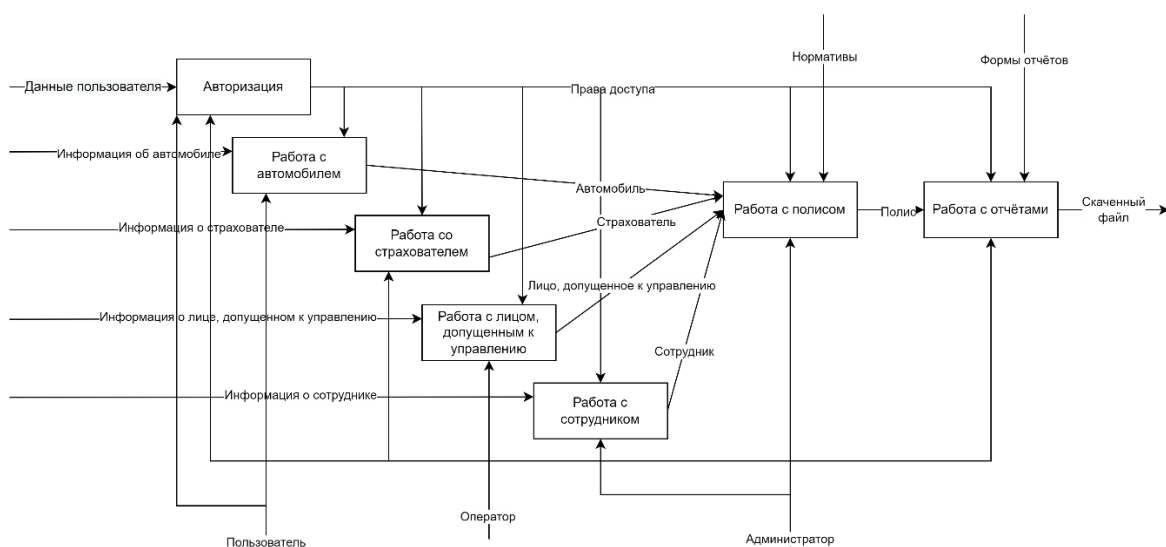 Нормативы
Формы отчётов
Данные пользователя
Авторизация
Права доступа
Информация об автомобиле
Работа с
автомобилем
Автомобиль
Работа с полисом
Полис
Работа с отчётами
Скаченный
файл
Информация о страхователе
Работа со
страхователем
Страхователь
Информация о лице, допущенном к управлению
Работа с лицом,
допущенным к
управлению
Лицо, допущенное к управлению
Сотрудник
Информация о сотруднике
Работа с
сотрудником
Оператор
Пользователь
Администратор